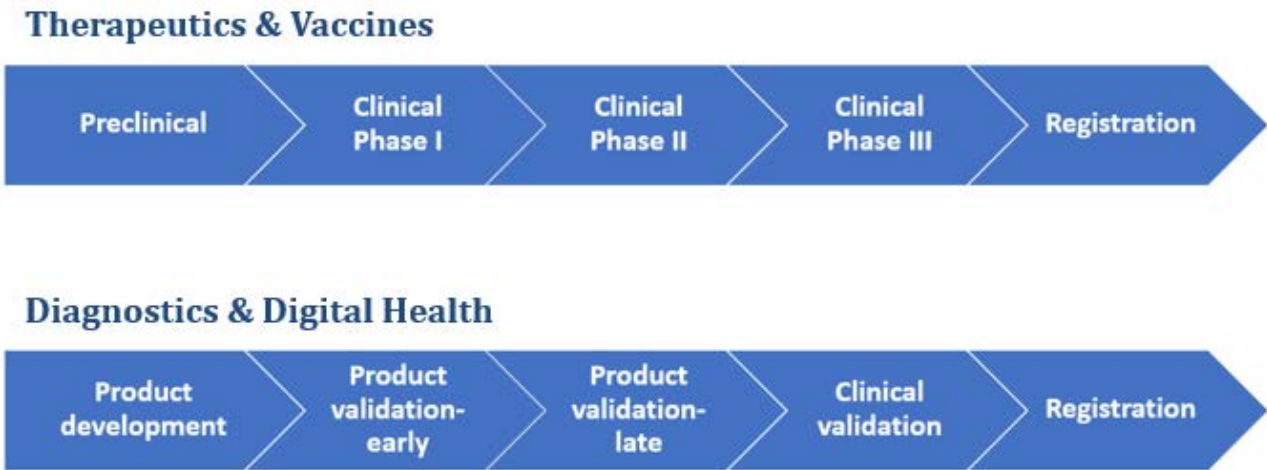 Therapeutics & Vaccines
Preclinical
Clinical
Phase I
Clinical
Phase II
Clinical
Phase III
Registration
Diagnostics & Digital Health
Product
development
Product
validation-
early
Product
validation-
late
Clinical
validation
Registration